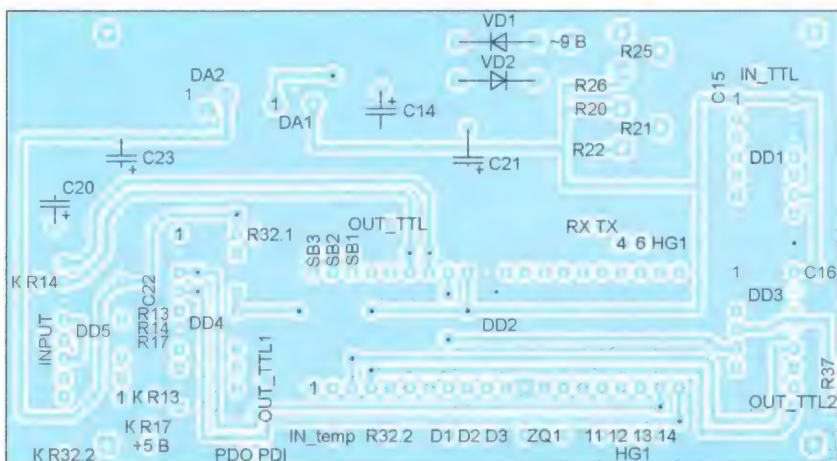 VD1
~9 В
R25
DA2
VD2
1
1
DA1
C14
R26
R20
R21
R22
C15
IN_TTL
1
DD1
C23
C21
C20
1
R32.1
OUT_TTL
SB3
SB2
SB1
RX TX
4 6 HG1
К R14
C22
1
C16
DD3
R13
R14
R17
DD4
DD5
INPUT
DD2
R37
OUT_TTL1
1
1 К R13
OUT_TTL2
К R17
+5 В
IN_temp R32.2 D1 D2 D3 ZQ1 11 12 13 14
HG1
К R32.2
PDO PDI